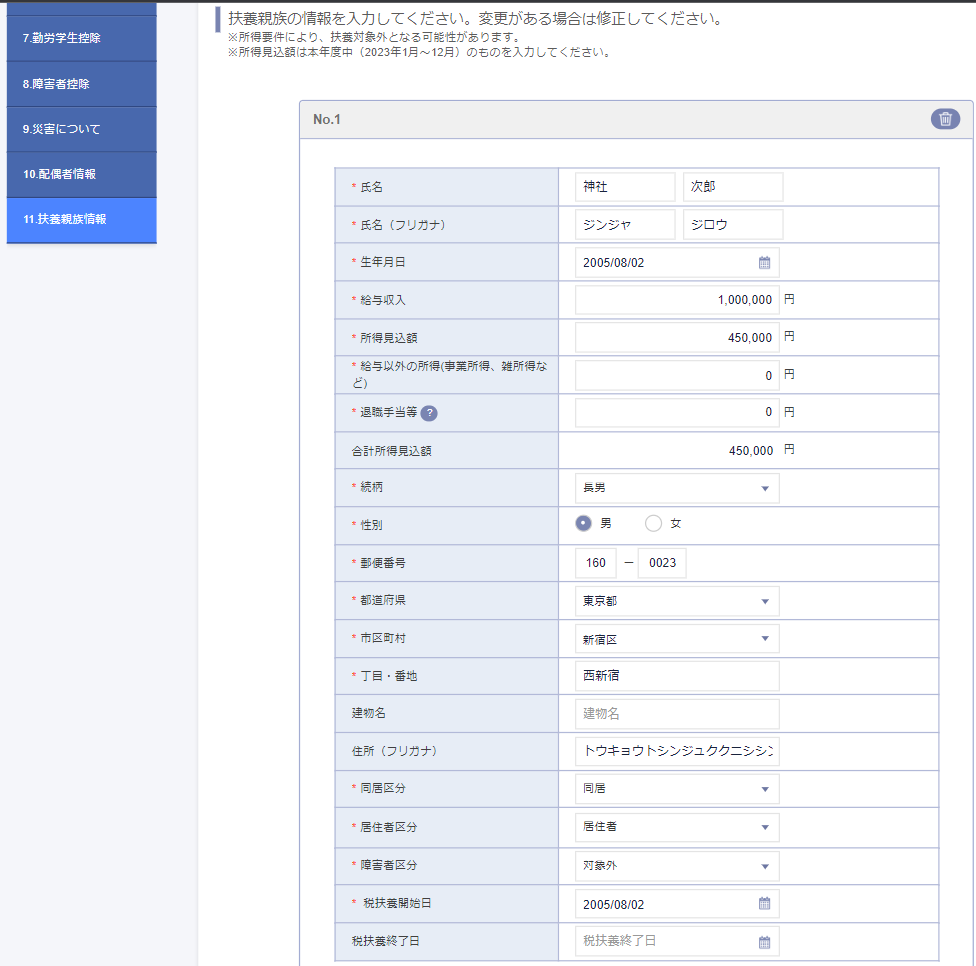 7.勤労学生控除
8.障害者控除
9.災害について
10.配偶者情報
11.扶養親族情報
扶養親族の情報を入力してください。変更がある場合は修正してください。
※所得要件により、扶養対象外となる可能性があります。
※所得見込額は本年度中（2023年1月～12月）のものを入力してください。
No.1
* 氏名 神社 次郎
* 氏名（フリガナ） ジンジャ ジロウ
* 生年月日 2005/08/02
* 給与収入 1,000,000 円
* 所得見込額 450,000 円
* 給与以外の所得(事業所得、雑所得な
ど) 0 円
* 退職手当等 ? 0 円
合計所得見込額 450,000 円
* 続柄 長男
* 性別 男 女
* 郵便番号 160 － 0023
* 都道府県 東京都
* 市区町村 新宿区
* 丁目・番地 西新宿
建物名 建物名
住所（フリガナ） トウキョウトシンジュククニシシン
* 同居区分 同居
* 居住者区分 居住者
* 障害者区分 対象外
* 税扶養開始日 2005/08/02
税扶養終了日 税扶養終了日